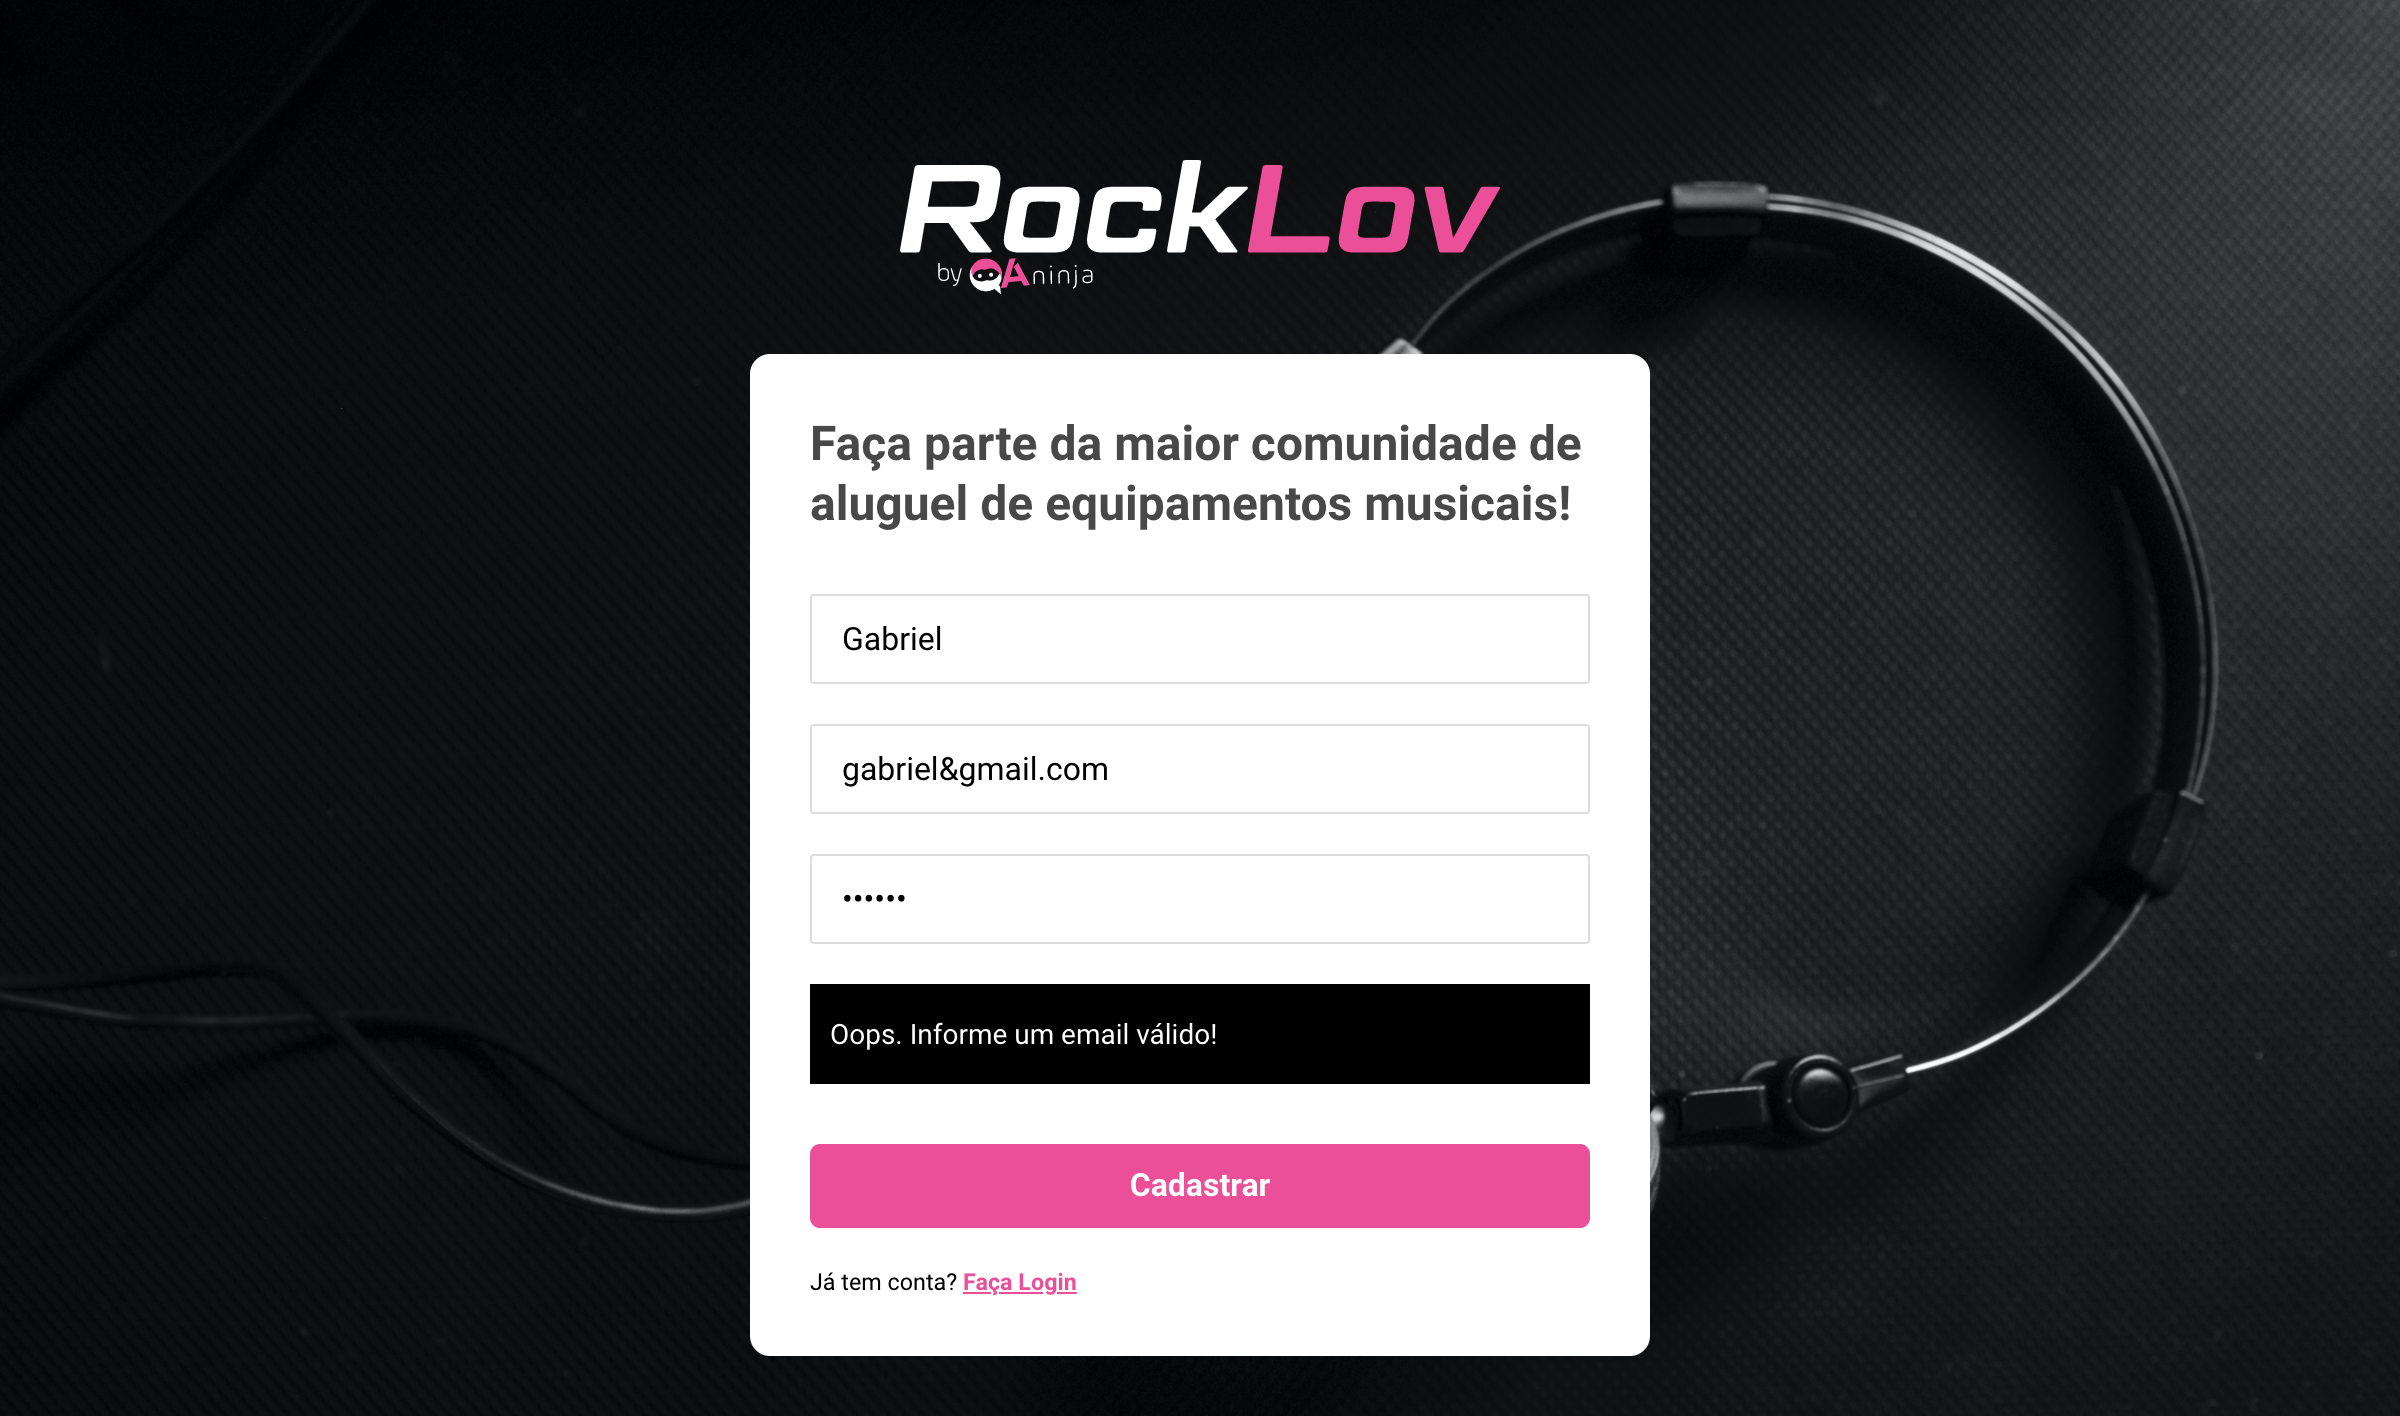 RockLov
by QAninja
Faça parte da maior comunidade de
aluguel de equipamentos musicais!
Gabriel
gabriel&gmail.com
••••••
Oops. Informe um email válido!
Cadastrar
Já tem conta? Faça Login